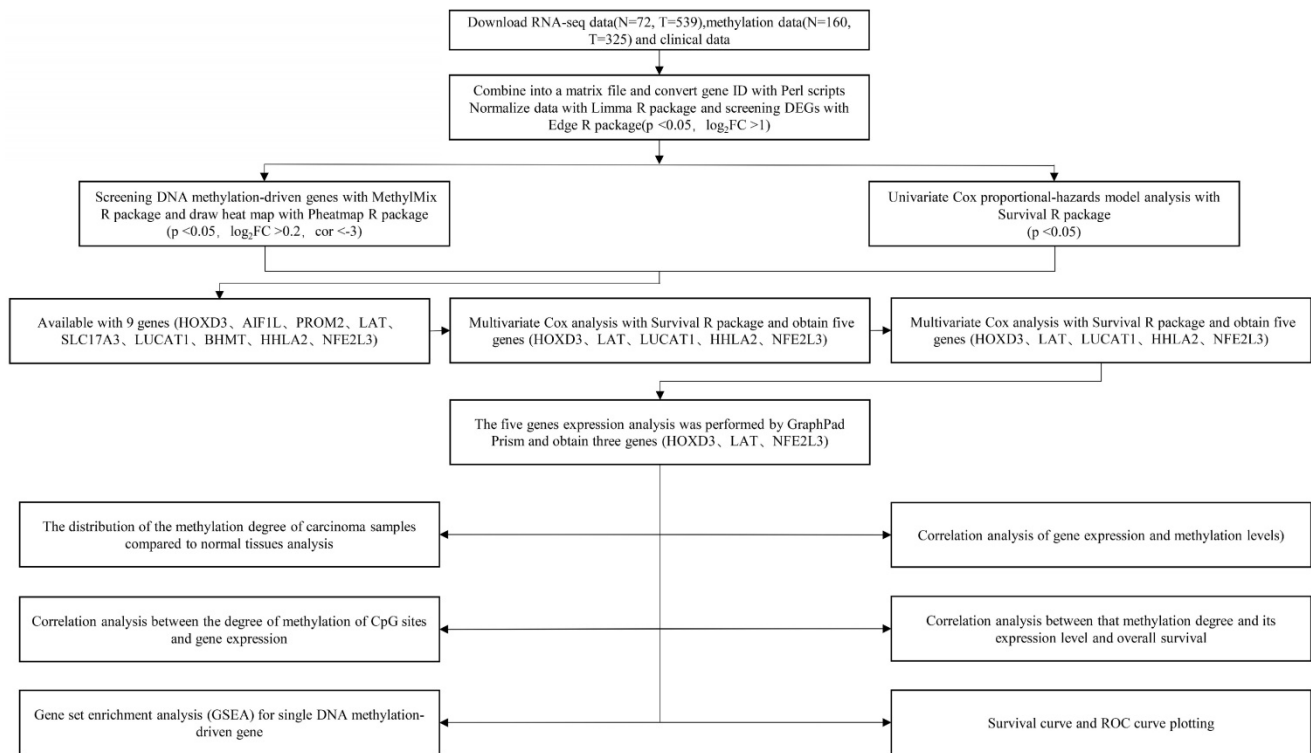 Download RNA-seq data(N=72, T=539),methylation data(N=160,
T=325) and clinical data
Combine into a matrix file and convert gene ID with Perl scripts
Normalize data with Limma R package and screening DEGs with
Edge R package(p <0.05, log₂FC >1)
Screening DNA methylation-driven genes with MethylMix
R package and draw heat map with Pheatmap R package
(p <0.05, log₂FC >0.2, cor <-3)
Univariate Cox proportional-hazards model analysis with
Survival R package
(p <0.05)
Available with 9 genes (HOXD3、AIF1L、PROM2、LAT、
SLC17A3、LUCAT1、BHMT、HHLA2、NFE2L3)
Multivariate Cox analysis with Survival R package and obtain five
genes (HOXD3、LAT、LUCAT1、HHLA2、NFE2L3)
Multivariate Cox analysis with Survival R package and obtain five
genes (HOXD3、LAT、LUCAT1、HHLA2、NFE2L3)
The five genes expression analysis was performed by GraphPad
Prism and obtain three genes (HOXD3、LAT、NFE2L3)
The distribution of the methylation degree of carcinoma samples
compared to normal tissues analysis
Correlation analysis of gene expression and methylation levels)
Correlation analysis between the degree of methylation of CpG sites
and gene expression
Correlation analysis between that methylation degree and its
expression level and overall survival
Gene set enrichment analysis (GSEA) for single DNA methylation-
driven gene
Survival curve and ROC curve plotting